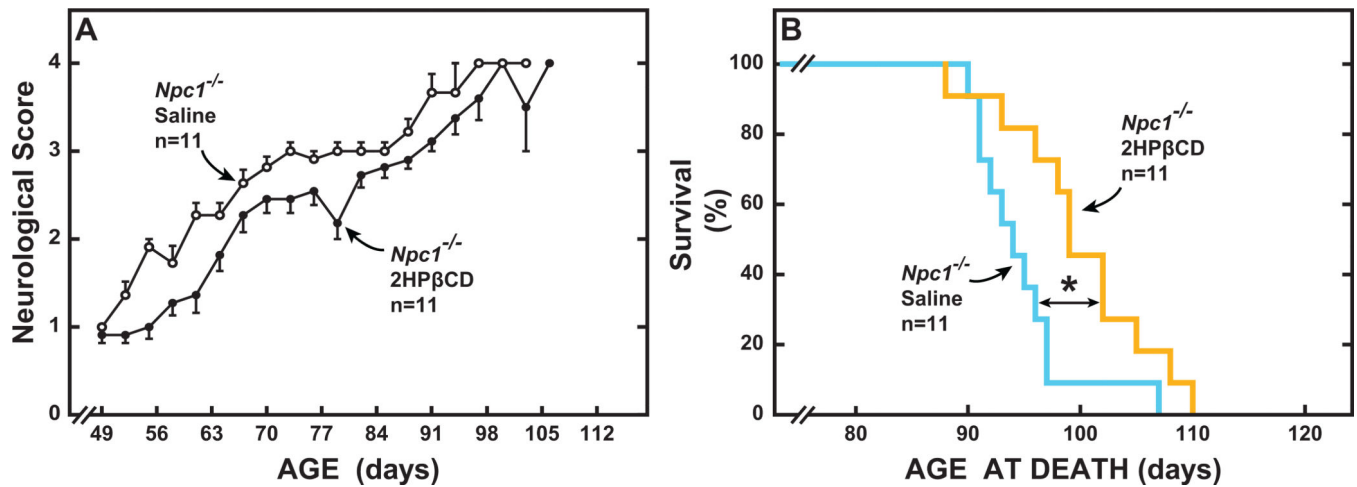 A
Neurological Score
4
3
2
1
0
Npc1-/-
Saline
n=11
Npc1-/-
2HPβCD
n=11
49 56 63 70 77 84 91 98 105 112
AGE (days)
B
Survival
(%)
100
80
60
40
20
0
Npc1-/-
2HPβCD
n=11
Npc1-/-
Saline
n=11
*
80 90 100 110 120
AGE AT DEATH (days)